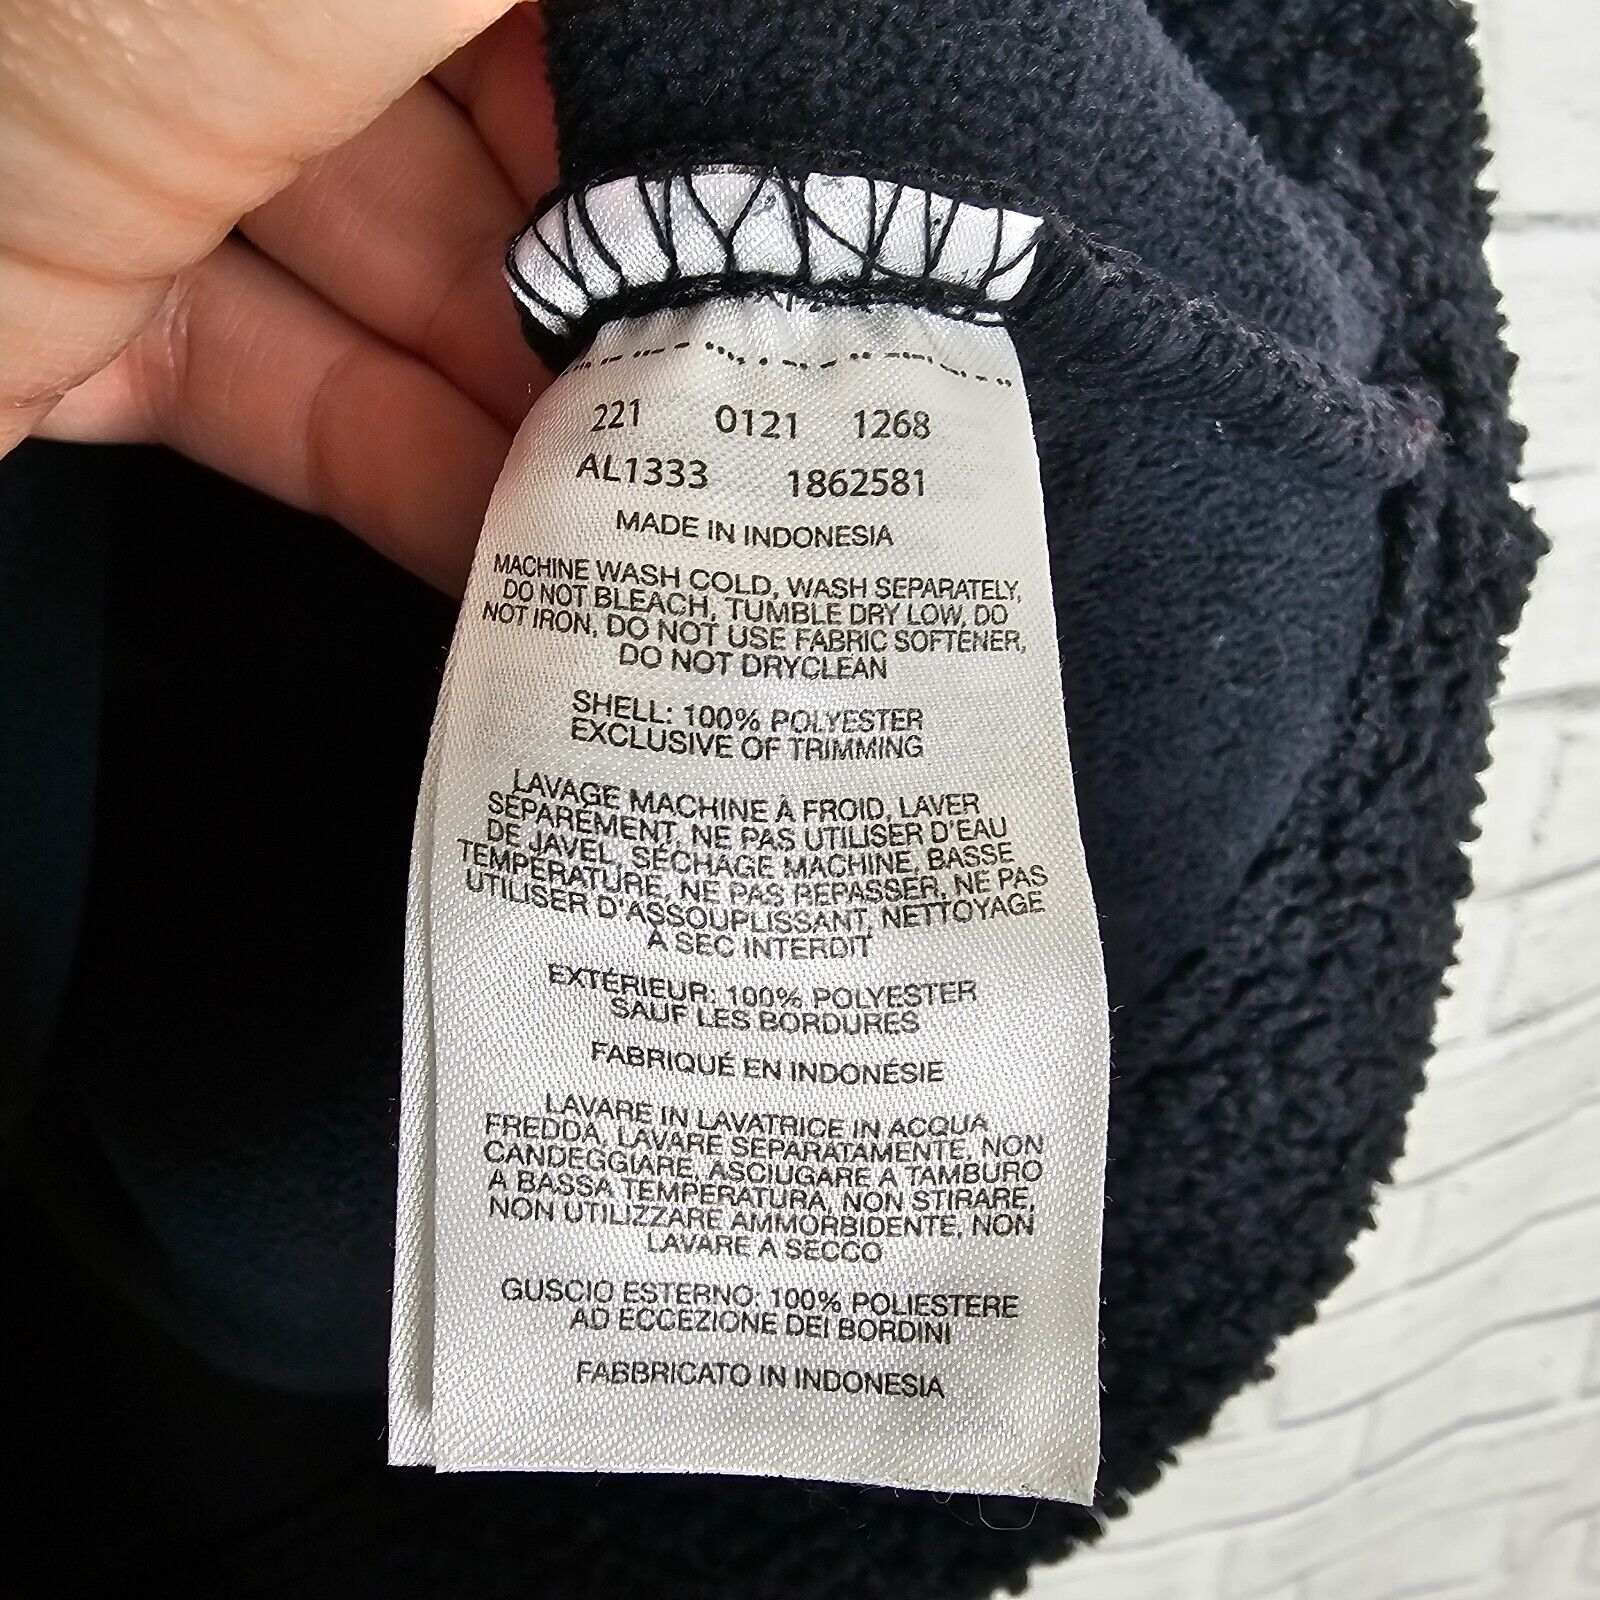 221 0121 1268
AL1333 1862581
MADE IN INDONESIA
MACHINE WASH COLD, WASH SEPARATELY,
DO NOT BLEACH, TUMBLE DRY LOW, DO
NOT IRON, DO NOT USE FABRIC SOFTENER,
DO NOT DRYCLEAN
SHELL: 100% POLYESTER
EXCLUSIVE OF TRIMMING
LAVAGE MACHINE À FROID, LAVER
SÉPARÉMENT, NE PAS UTILISER D'EAU
DE JAVEL, SÉCHAGE MACHINE, BASSE
TEMPÉRATURE, NE PAS REPASSER, NE PAS
UTILISER D'ASSOUPLISSANT, NETTOYAGE
À SEC INTERDIT
EXTÉRIEUR: 100% POLYESTER
SAUF LES BORDURES
FABRIQUÉ EN INDONÉSIE
LAVARE IN LAVATRICE IN ACQUA
FREDDA, LAVARE SEPARATAMENTE, NON
CANDEGGIARE, ASCIUGARE A TAMBURO
A BASSA TEMPERATURA, NON STIRARE,
NON UTILIZZARE AMMORBIDENTE, NON
LAVARE A SECCO
GUSCIO ESTERNO: 100% POLIESTERE
AD ECCEZIONE DEI BORDINI
FABBRICATO IN INDONESIA